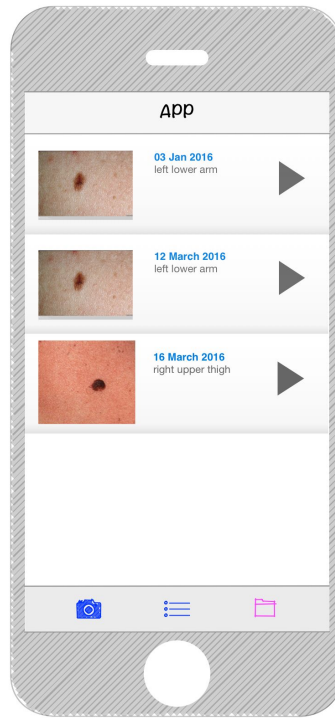 App
03 Jan 2016
left lower arm
12 March 2016
left lower arm
16 March 2016
right upper thigh